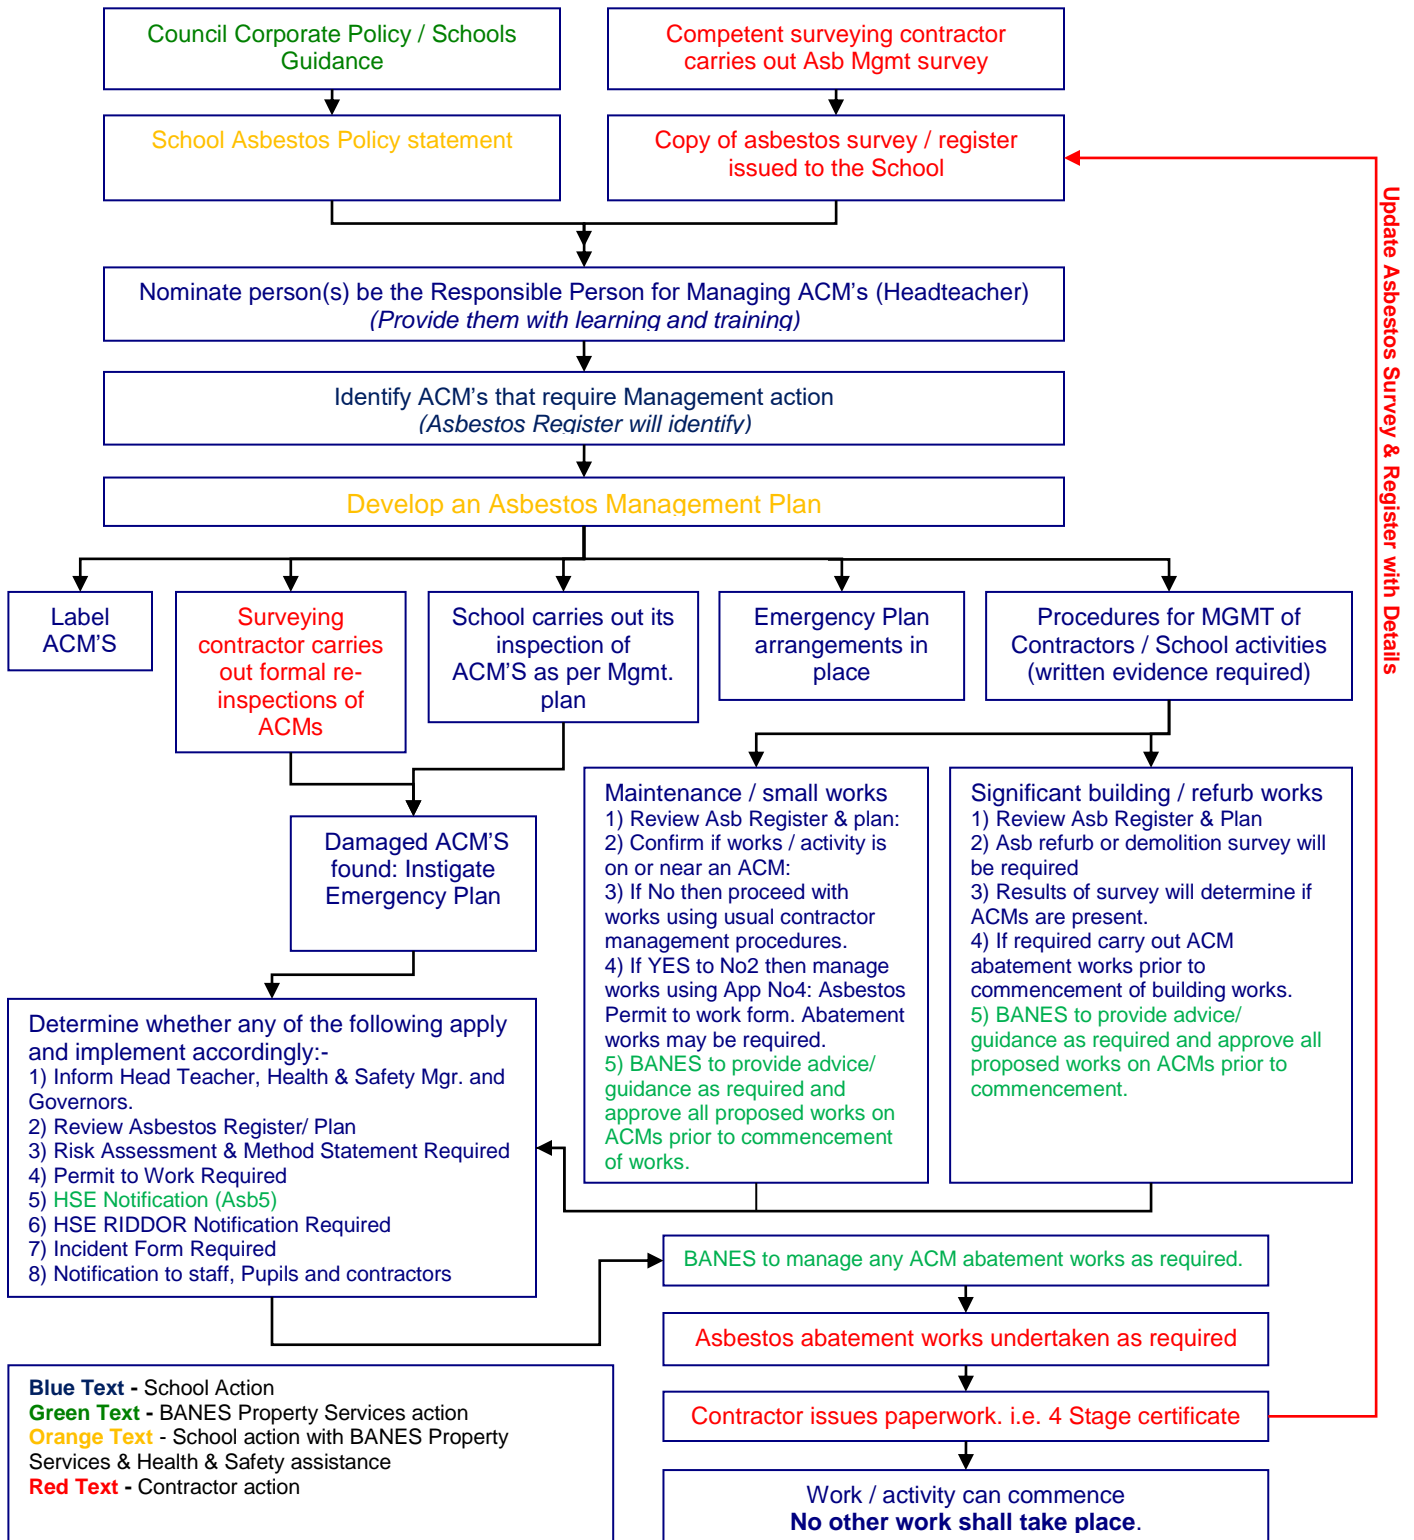 Council Corporate Policy / Schools
Guidance
Competent surveying contractor
carries out Asb Mgmt survey
School Asbestos Policy statement
Copy of asbestos survey / register
issued to the School
Update Asbestos Survey & Register with Details
Nominate person(s) be the Responsible Person for Managing ACM's (Headteacher)
(Provide them with learning and training)
Identify ACM's that require Management action
(Asbestos Register will identify)
Develop an Asbestos Management Plan
Label
ACM'S
Surveying
contractor carries
out formal re-
inspections of
ACMs
School carries out its
inspection of
ACM'S as per Mgmt.
plan
Emergency Plan
arrangements in
place
Procedures for MGMT of
Contractors / School activities
(written evidence required)
Damaged ACM'S
found: Instigate
Emergency Plan
Maintenance / small works
1) Review Asb Register & plan:
2) Confirm if works / activity is
on or near an ACM:
3) If No then proceed with
works using usual contractor
management procedures.
4) If YES to No2 then manage
works using App No4: Asbestos
Permit to work form. Abatement
works may be required.
5) BANES to provide advice/
guidance as required and
approve all proposed works on
ACMs prior to commencement
of works.
Significant building / refurb works
1) Review Asb Register & Plan
2) Asb refurb or demolition survey will
be required
3) Results of survey will determine if
ACMs are present.
4) If required carry out ACM
abatement works prior to
commencement of building works.
5) BANES to provide advice/
guidance as required and approve all
proposed works on ACMs prior to
commencement.
Determine whether any of the following apply
and implement accordingly:-
1) Inform Head Teacher, Health & Safety Mgr. and
Governors.
2) Review Asbestos Register/ Plan
3) Risk Assessment & Method Statement Required
4) Permit to Work Required
5) HSE Notification (Asb5)
6) HSE RIDDOR Notification Required
7) Incident Form Required
8) Notification to staff, Pupils and contractors
BANES to manage any ACM abatement works as required.
Asbestos abatement works undertaken as required
Contractor issues paperwork. i.e. 4 Stage certificate
Work / activity can commence
No other work shall take place.
Blue Text - School Action
Green Text - BANES Property Services action
Orange Text - School action with BANES Property
Services & Health & Safety assistance
Red Text - Contractor action